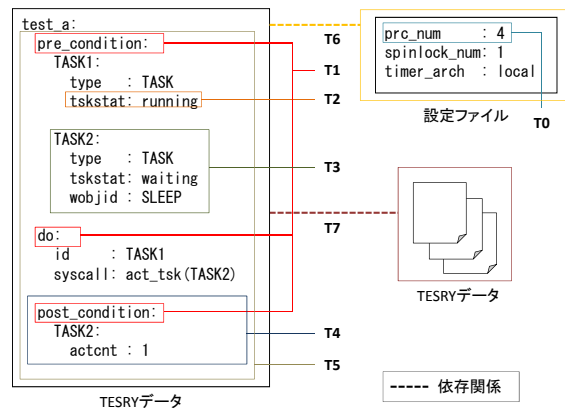 test_a:
pre_condition:
TASK1:
type : TASK
tskstat: running
TASK2:
type : TASK
tskstat: waiting
wobjid : SLEEP
do:
id : TASK1
syscall: act_tsk(TASK2)
post_condition:
TASK2:
actcnt : 1
TESRYデータ
T6
T1
T2
T3
T7
T4
T5
prc_num : 4
spinlock_num: 1
timer_arch : local
設定ファイル
T0
TESRYデータ
----- 依存関係